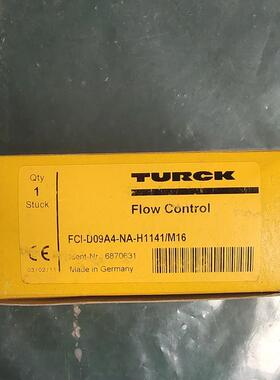 Qty
1
Stück
TURCK
Flow Control
FCI-D09A4-NA-H1141/M16
Ident-Nr. 6870631
CE
03/02/11
Made in Germany